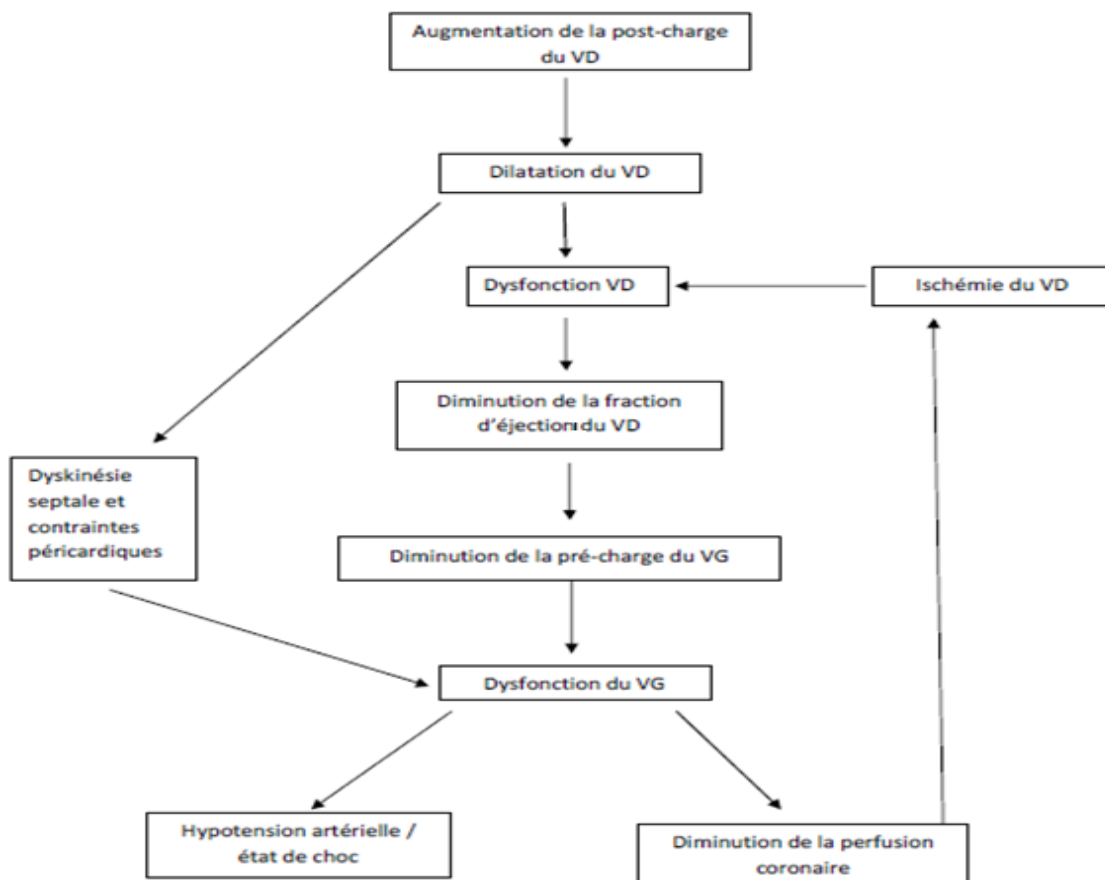 Augmentation de la post-charge
du VD
Dilatation du VD
Dysfonction VD
Ischémie du VD
Diminution de la fraction
d'éjection du VD
Dyskinésie
septale et
contraintes
péricardiques
Diminution de la pré-charge du VG
Dysfonction du VG
Hypotension artérielle /
état de choc
Diminution de la perfusion
coronaire